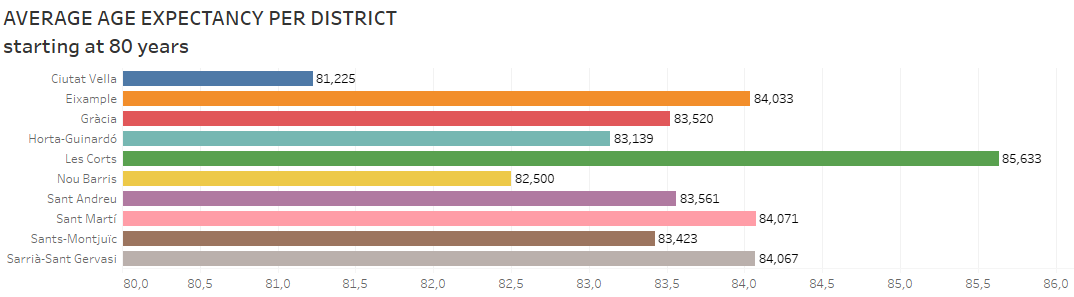 AVERAGE AGE EXPECTANCY PER DISTRICT
starting at 80 years
Ciutat Vella 81,225
Eixample 84,033
Gràcia 83,520
Horta-Guinardó 83,139
Les Corts 85,633
Nou Barris 82,500
Sant Andreu 83,561
Sant Martí 84,071
Sants-Montjuïc 83,423
Sarrià-Sant Gervasi 84,067
80,0 80,5 81,0 81,5 82,0 82,5 83,0 83,5 84,0 84,5 85,0 85,5 86,0